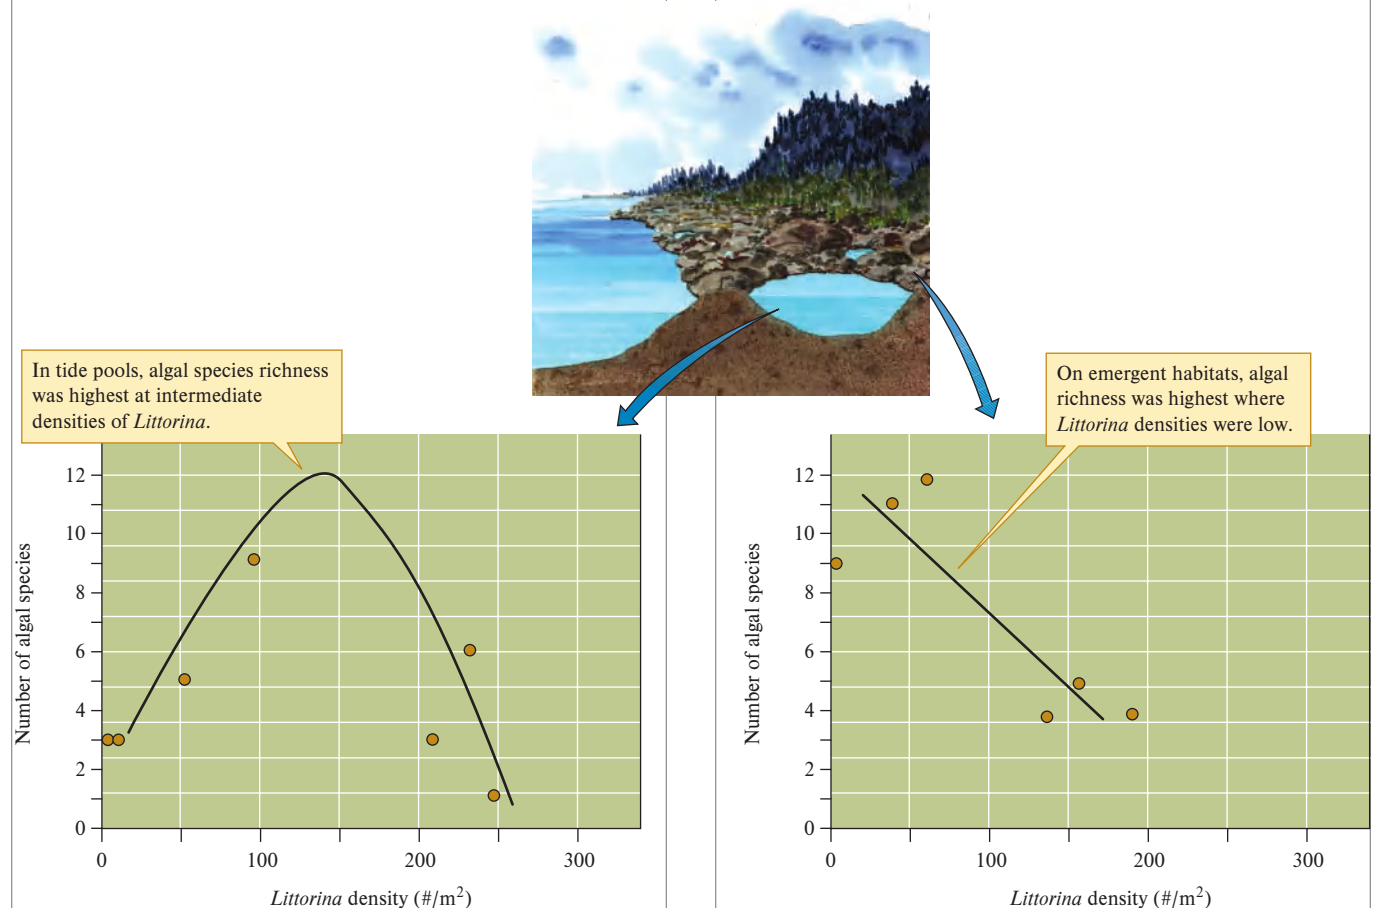 In tide pools, algal species richness
was highest at intermediate
densities of Littorina.
On emergent habitats, algal
richness was highest where
Littorina densities were low.
Number of algal species
12
10
8
6
4
2
0
0 100 200 300
Littorina density (#/m²)
Number of algal species
12
10
8
6
4
2
0
0 100 200 300
Littorina density (#/m²)